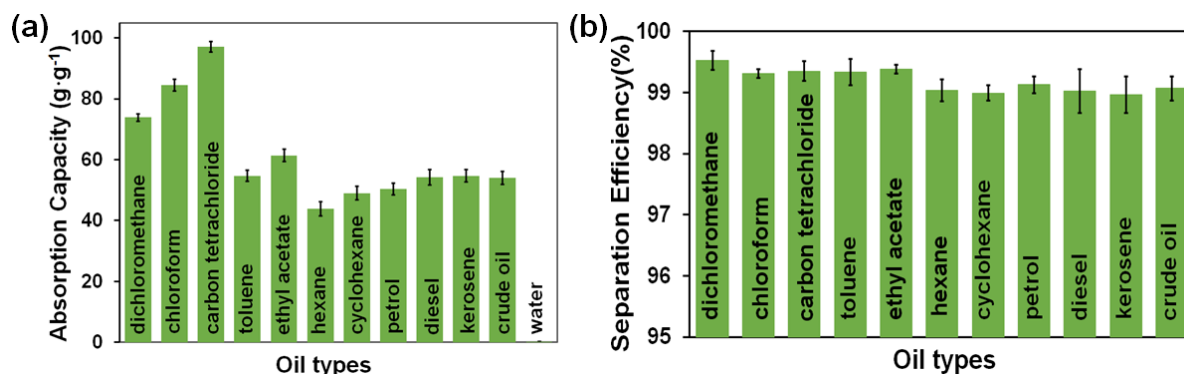 (a)
Absorption Capacity (g·g⁻¹)
100
80
60
40
20
0
dichloromethane
chloroform
carbon tetrachloride
toluene
ethyl acetate
hexane
cyclohexane
petrol
diesel
kerosene
crude oil
water
Oil types
(b)
Separation Efficiency(%)
100
99
98
97
96
95
dichloromethane
chloroform
carbon tetrachloride
toluene
ethyl acetate
hexane
cyclohexane
petrol
diesel
kerosene
crude oil
Oil types